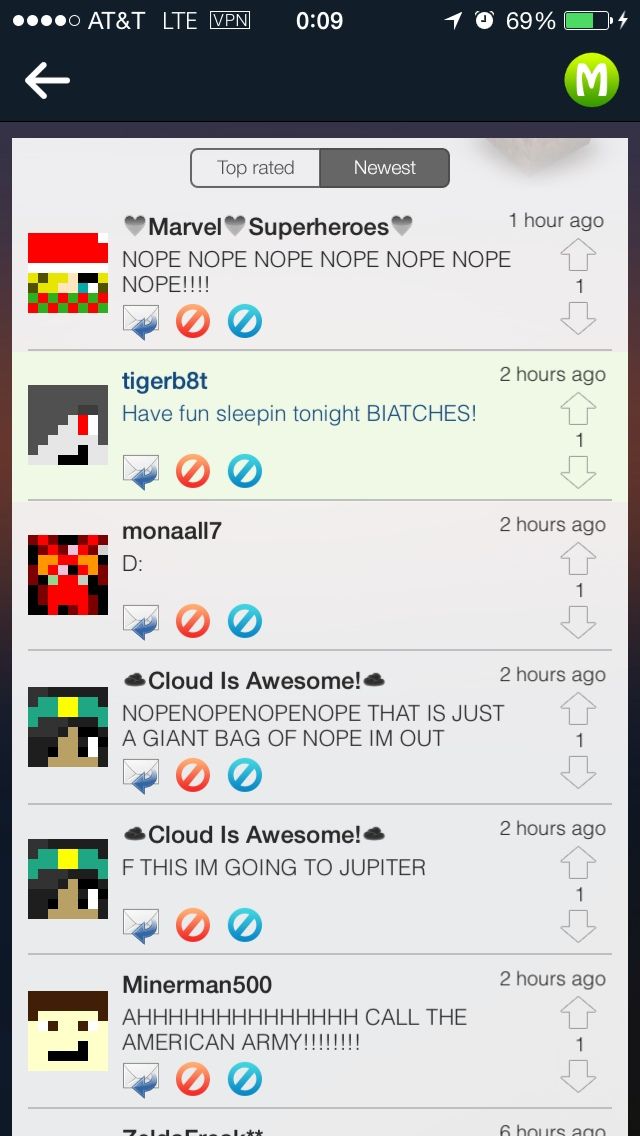 AT&T LTE VPN 0:09 69%
M
Top rated Newest
🖤Marvel🖤Superheroes🖤 1 hour ago
NOPE NOPE NOPE NOPE NOPE NOPE
NOPE!!!!
1
tigerb8t 2 hours ago
Have fun sleepin tonight BIATCHES!
1
monaall7 2 hours ago
D:
1
☁Cloud Is Awesome!☁ 2 hours ago
NOPENOPENOPENOPE THAT IS JUST
A GIANT BAG OF NOPE IM OUT
1
☁Cloud Is Awesome!☁ 2 hours ago
F THIS IM GOING TO JUPITER
1
Minerman500 2 hours ago
AHHHHHHHHHHHHHH CALL THE
AMERICAN ARMY!!!!!!!!
1
ZeldaFreak** 6 hours ago